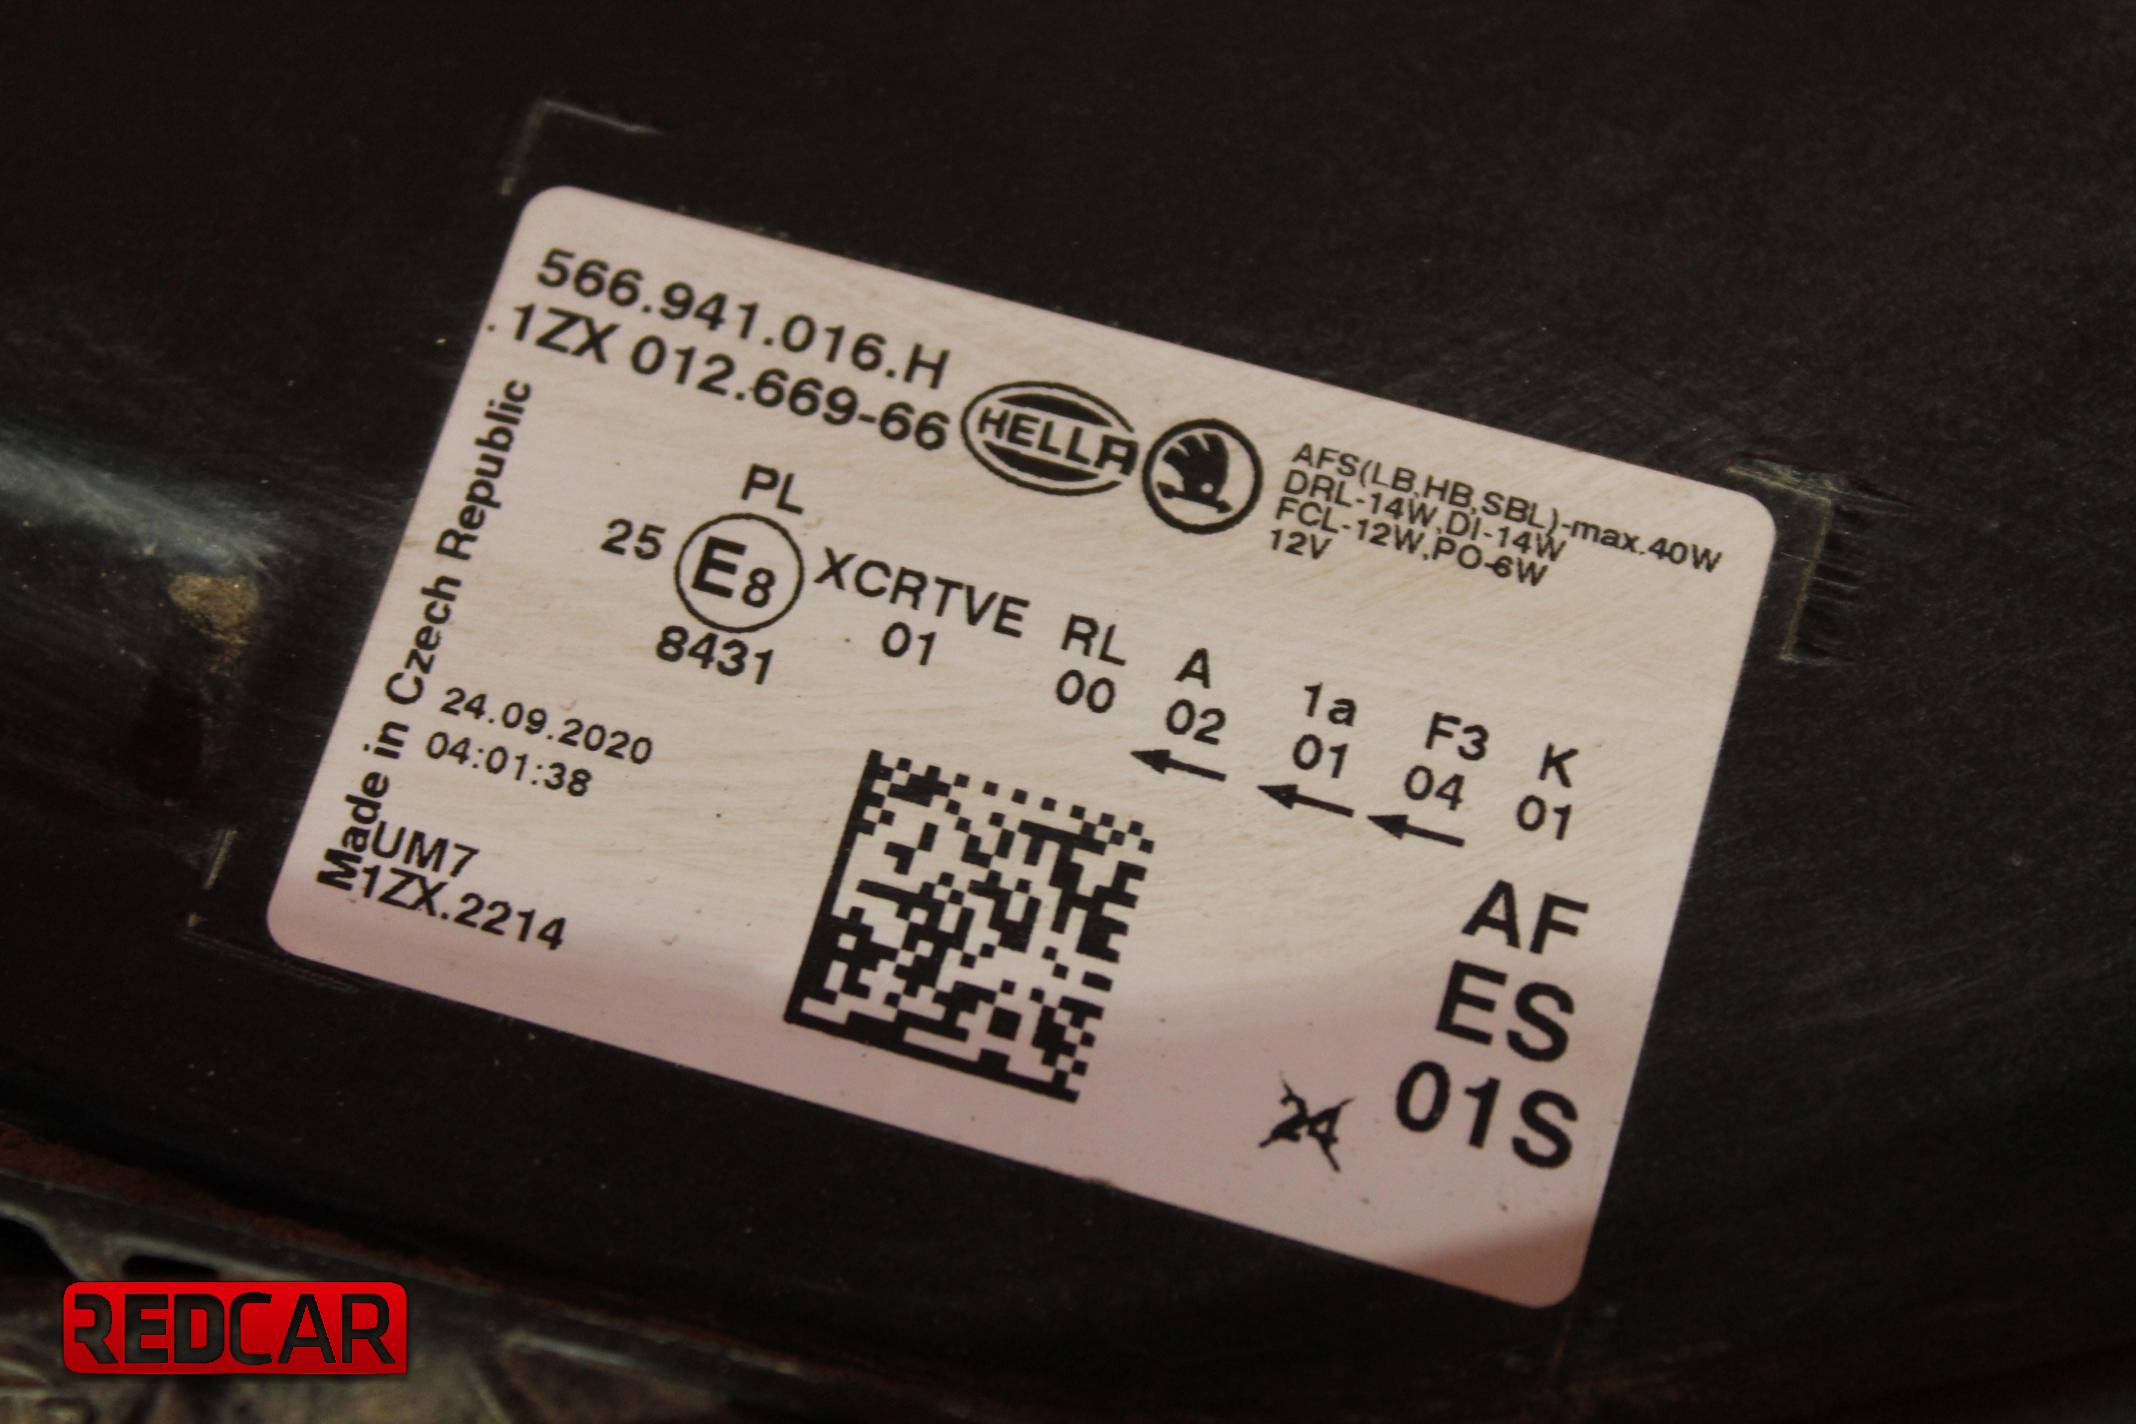 566.941.016.H
1ZX 012.669-66
HELLA
AFS(LB,HB,SBL)-max.40W
DRL-14W,DI-14W
FCL-12W,PO-6W
12V
Made in Czech Republic
PL
25 E8 XCRTVE RL A 1a F3 K
8431 01 00 02 01 04 01
24.09.2020
04:01:38
UM7
1ZX.2214
AF
ES
01S
24
REDCAR